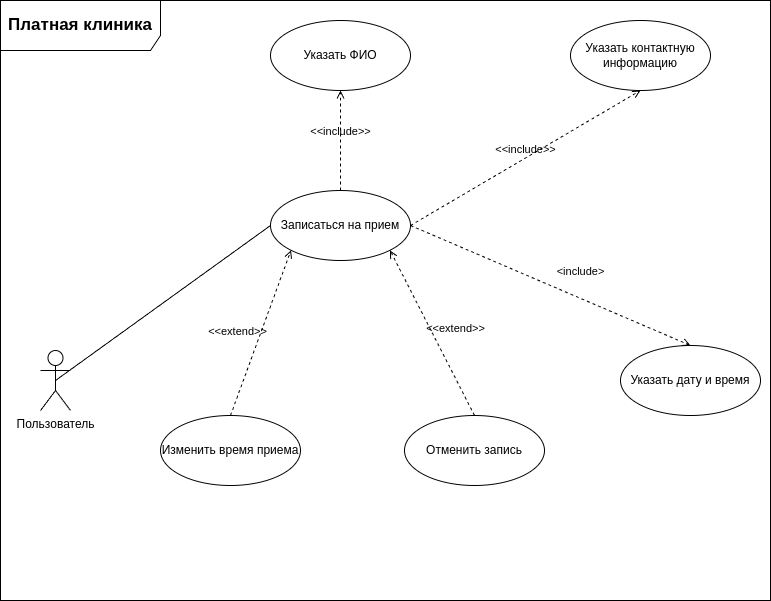 Платная клиника
Указать ФИО
Указать контактную
информацию
<<include>>
<<include>>
Записаться на прием
<include>
<<extend>>
<<extend>>
Указать дату и время
Пользователь
Изменить время приема
Отменить запись